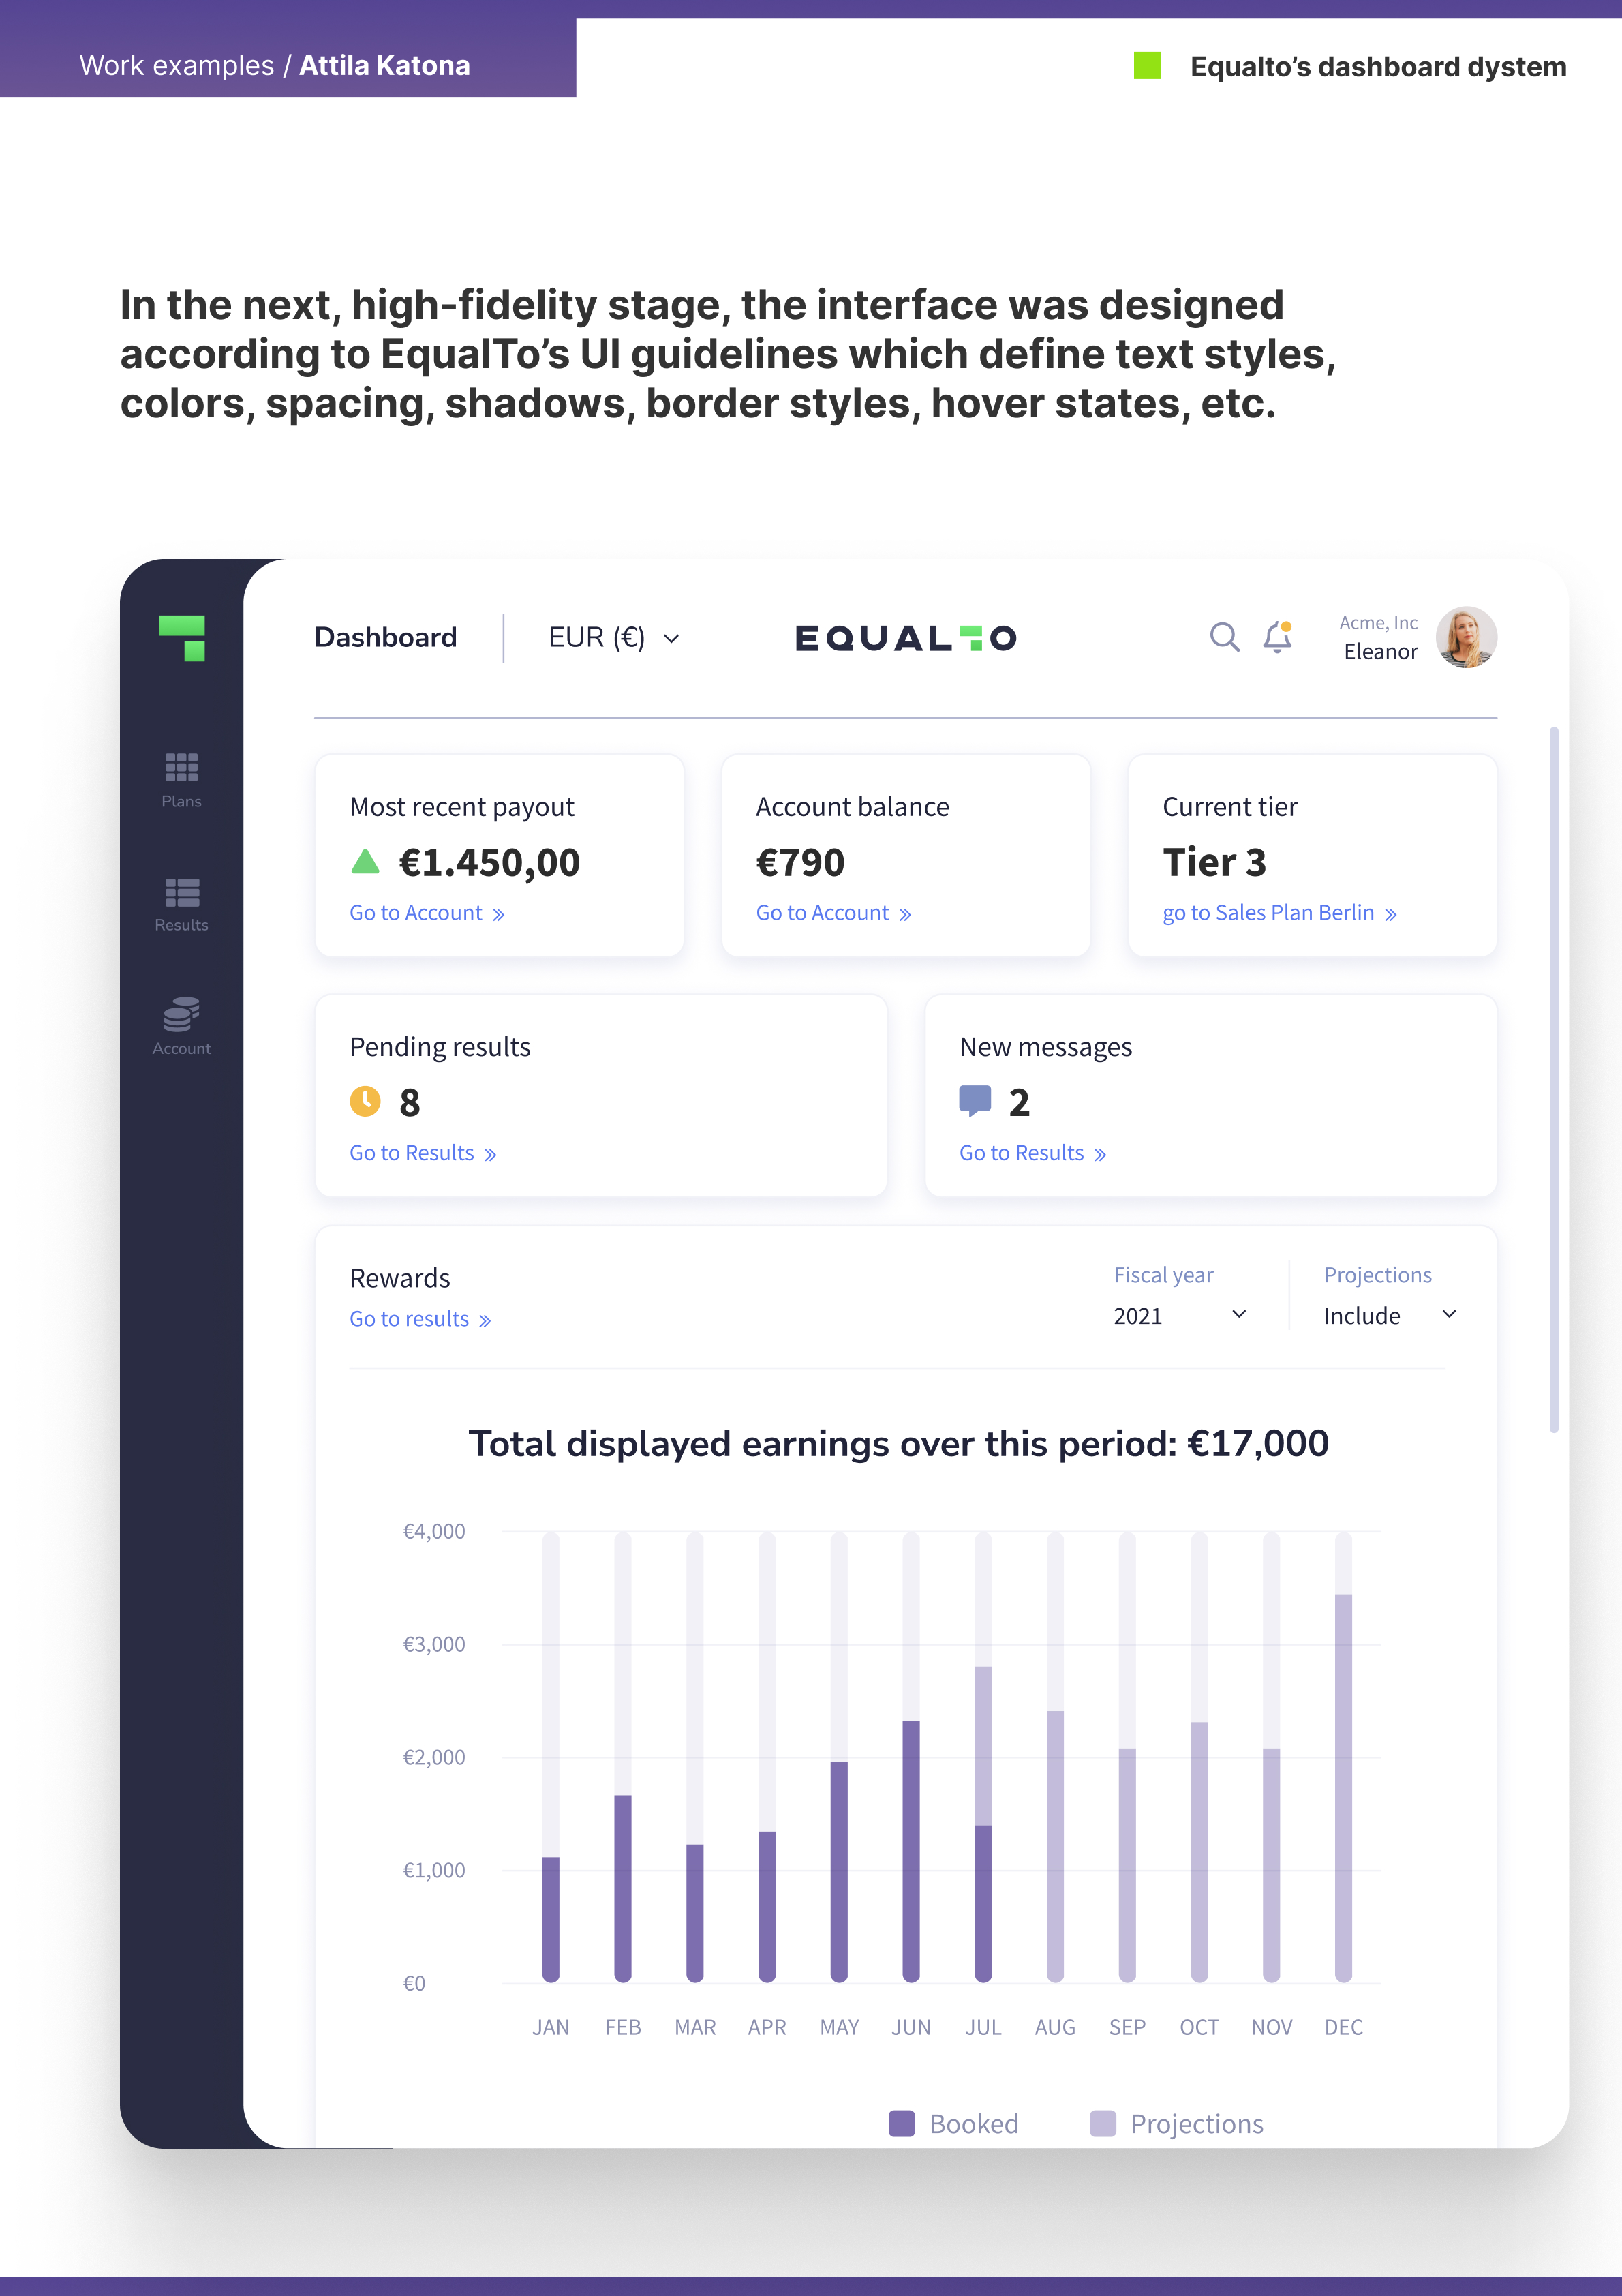 Work examples / Attila Katona
Equalto’s dashboard dystem
In the next, high-fidelity stage, the interface was designed
according to EqualTo’s UI guidelines which define text styles,
colors, spacing, shadows, border styles, hover states, etc.
Dashboard
EUR (€)
EQUALTO
Acme, Inc
Eleanor
Plans
Results
Account
Most recent payout
€1.450,00
Go to Account »
Account balance
€790
Go to Account »
Current tier
Tier 3
go to Sales Plan Berlin »
Pending results
8
Go to Results »
New messages
2
Go to Results »
Rewards
Go to results »
Fiscal year
2021
Projections
Include
Total displayed earnings over this period: €17,000
€4,000
€3,000
€2,000
€1,000
€0
JAN FEB MAR APR MAY JUN JUL AUG SEP OCT NOV DEC
Booked
Projections